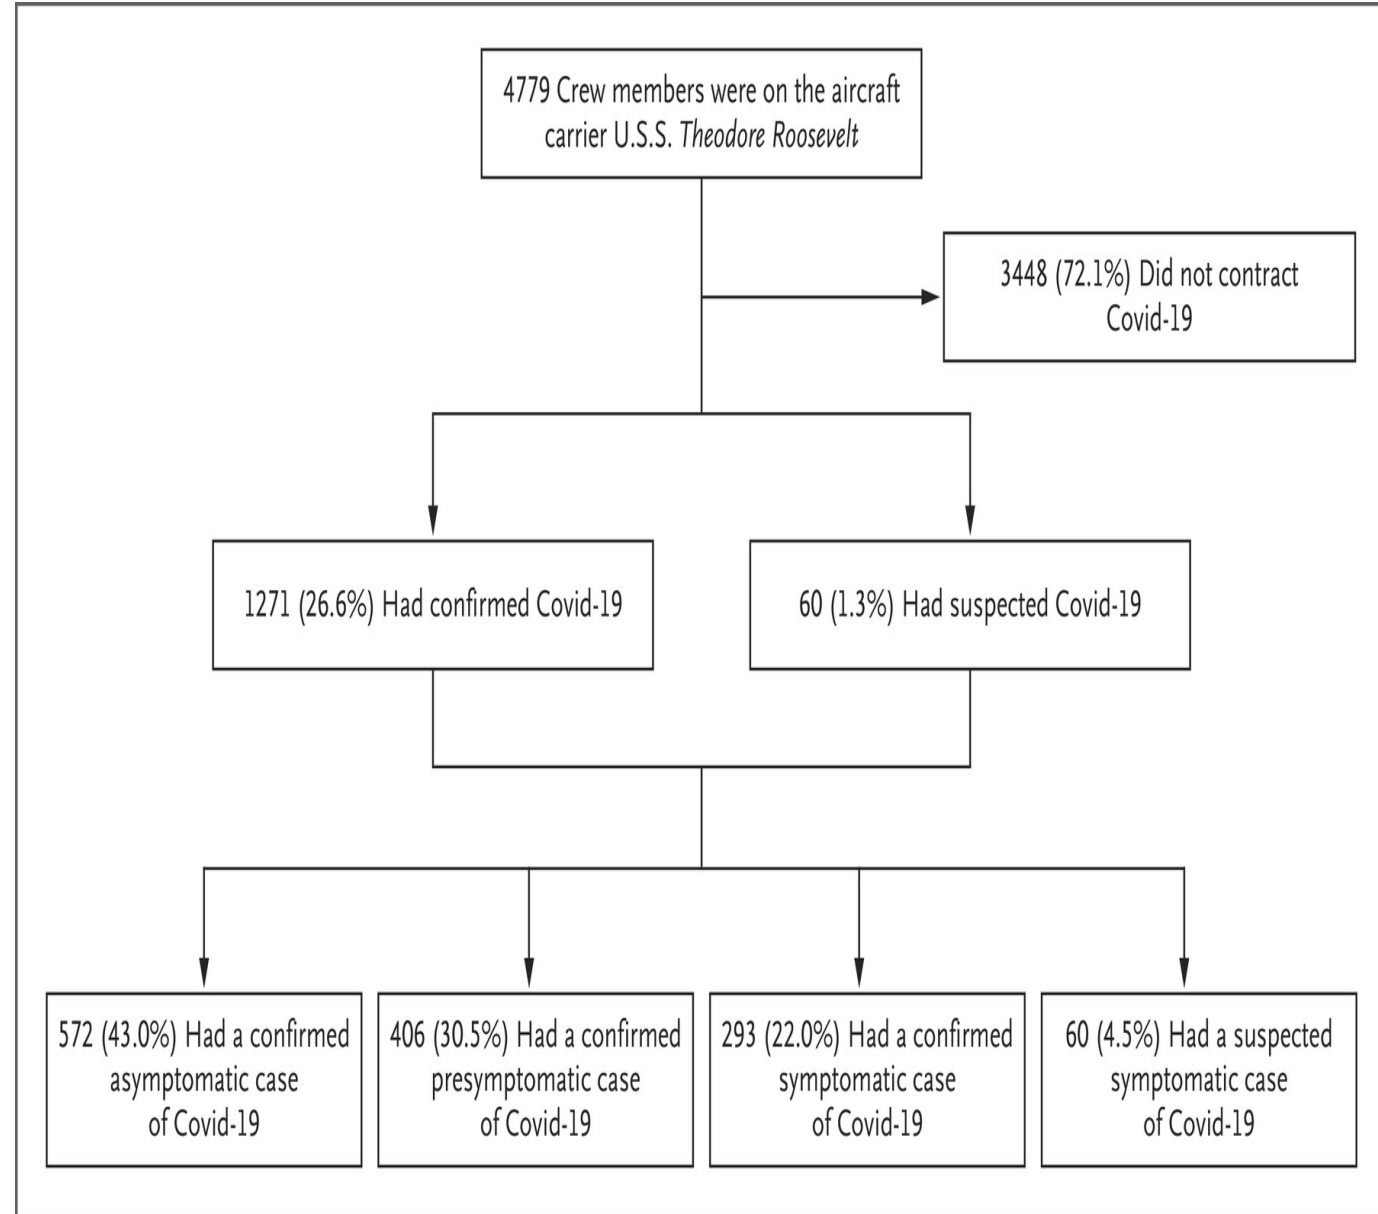 4779 Crew members were on the aircraft
carrier U.S.S. Theodore Roosevelt
3448 (72.1%) Did not contract
Covid-19
1271 (26.6%) Had confirmed Covid-19
60 (1.3%) Had suspected Covid-19
572 (43.0%) Had a confirmed
asymptomatic case
of Covid-19
406 (30.5%) Had a confirmed
presymptomatic case
of Covid-19
293 (22.0%) Had a confirmed
symptomatic case
of Covid-19
60 (4.5%) Had a suspected
symptomatic case
of Covid-19